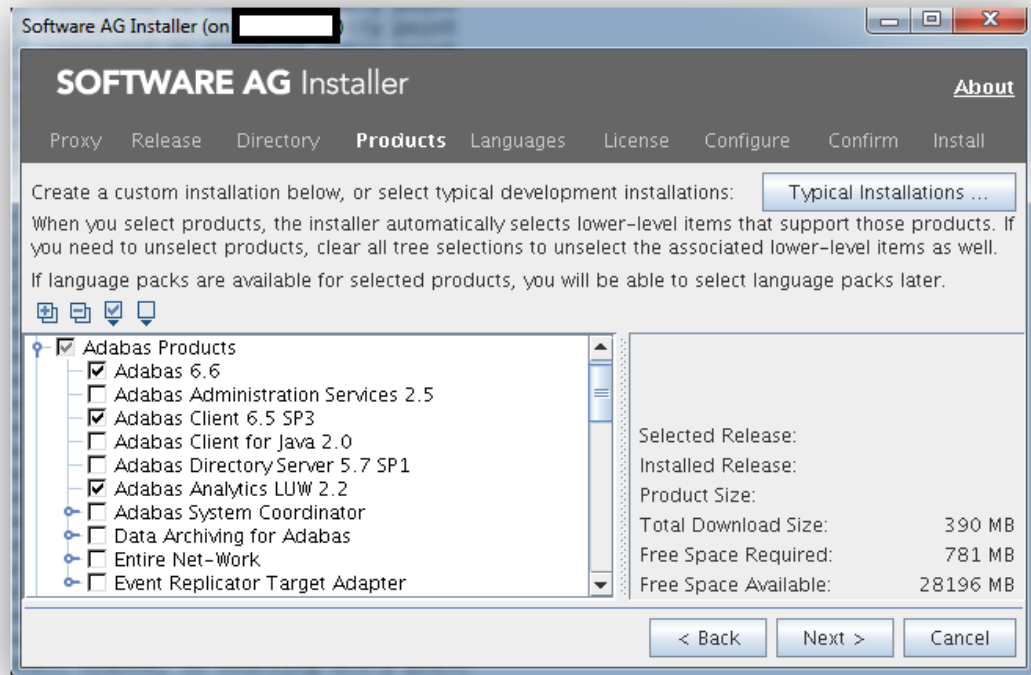 Software AG Installer (on )
SOFTWARE AG Installer
About
Proxy Release Directory Products Languages License Configure Confirm Install
Create a custom installation below, or select typical development installations: Typical Installations ...
When you select products, the installer automatically selects lower-level items that support those products. If
you need to unselect products, clear all tree selections to unselect the associated lower-level items as well.
If language packs are available for selected products, you will be able to select language packs later.
Adabas Products
Adabas 6.6
Adabas Administration Services 2.5
Adabas Client 6.5 SP3
Adabas Client for Java 2.0
Adabas Directory Server 5.7 SP1
Adabas Analytics LUW 2.2
Adabas System Coordinator
Data Archiving for Adabas
Entire Net-Work
Event Replicator Target Adapter
Selected Release:
Installed Release:
Product Size:
Total Download Size: 390 MB
Free Space Required: 781 MB
Free Space Available: 28196 MB
< Back Next > Cancel